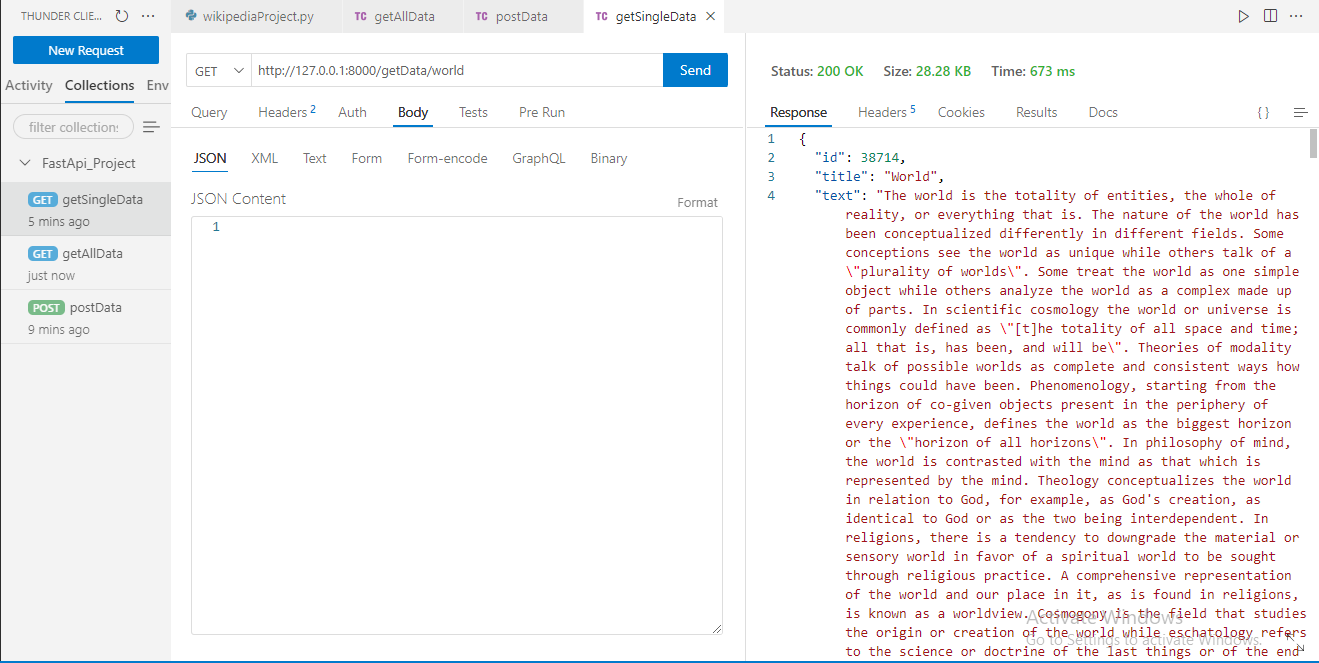 THUNDER CLIE...
New Request
Activity Collections Env
filter collections
FastApi_Project
GET getSingleData
5 mins ago
GET getAllData
just now
POST postData
9 mins ago
wikipediaProject.py TC getAllData TC postData TC getSingleData
GET http://127.0.0.1:8000/getData/world Send
Query Headers 2 Auth Body Tests Pre Run
JSON XML Text Form Form-encode GraphQL Binary
JSON Content Format
1
Status: 200 OK Size: 28.28 KB Time: 673 ms
Response Headers 5 Cookies Results Docs { }
1 {
2 "id": 38714,
3 "title": "World",
4 "text": "The world is the totality of entities, the whole of
reality, or everything that is. The nature of the world has
been conceptualized differently in different fields. Some
conceptions see the world as unique while others talk of a
\"plurality of worlds\". Some treat the world as one simple
object while others analyze the world as a complex made up
of parts. In scientific cosmology the world or universe is
commonly defined as \"[t]he totality of all space and time;
all that is, has been, and will be\". Theories of modality
talk of possible worlds as complete and consistent ways how
things could have been. Phenomenology, starting from the
horizon of co-given objects present in the periphery of
every experience, defines the world as the biggest horizon
or the \"horizon of all horizons\". In philosophy of mind,
the world is contrasted with the mind as that which is
represented by the mind. Theology conceptualizes the world
in relation to God, for example, as God's creation, as
identical to God or as the two being interdependent. In
religions, there is a tendency to downgrade the material or
sensory world in favor of a spiritual world to be sought
through religious practice. A comprehensive representation
of the world and our place in it, as is found in religions,
is known as a worldview. Cosmogony is the field that studies
the origin or creation of the world while eschatology refers
to the science or doctrine of the last things or of the end
Activate Windows
Go to Settings to activate Windows.